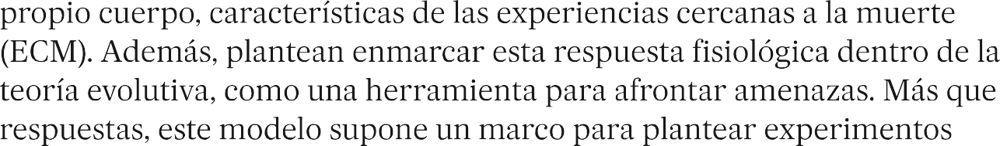 propio cuerpo, características de las experiencias cercanas a la muerte
(ECM). Además, plantean enmarcar esta respuesta fisiológica dentro de la
teoría evolutiva, como una herramienta para afrontar amenazas. Más que
respuestas, este modelo supone un marco para plantear experimentos